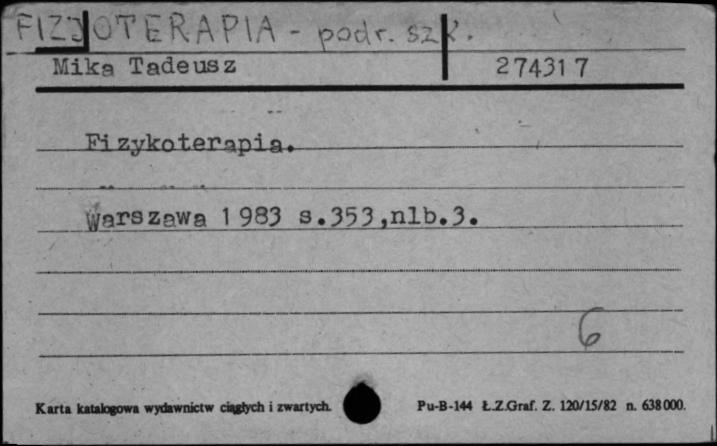 FIZJOTERAPIA - podr. szk.
Mika Tadeusz 274317
Fizykoterapia.
Warszawa 1983 s.353,nlb.3.
6
Karta katalogowa wydawnictw ciągłych i zwartych. Pu-B-144 Ł.Z.Graf. Z. 120/15/82 n. 638000.